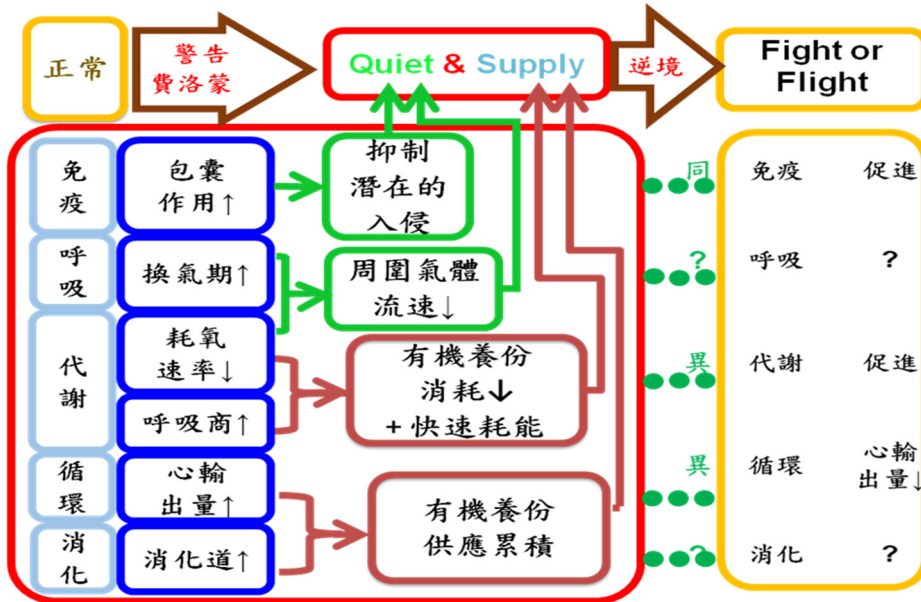 正常
警告
費洛蒙
Quiet & Supply
逆境
Fight or
Flight
免
疫
包囊
作用↑
抑制
潛在的
入侵
同
免疫
促進
呼
吸
換氣期↑
周圍氣體
流速↓
?
呼吸
?
代
謝
耗氧
速率↓
呼吸商↑
有機養份
消耗↓
+快速耗能
異
代謝
促進
循
環
心輸
出量↑
有機養份
供應累積
異
循環
心輸
出量↓
消
化
消化道↑
?
消化
?